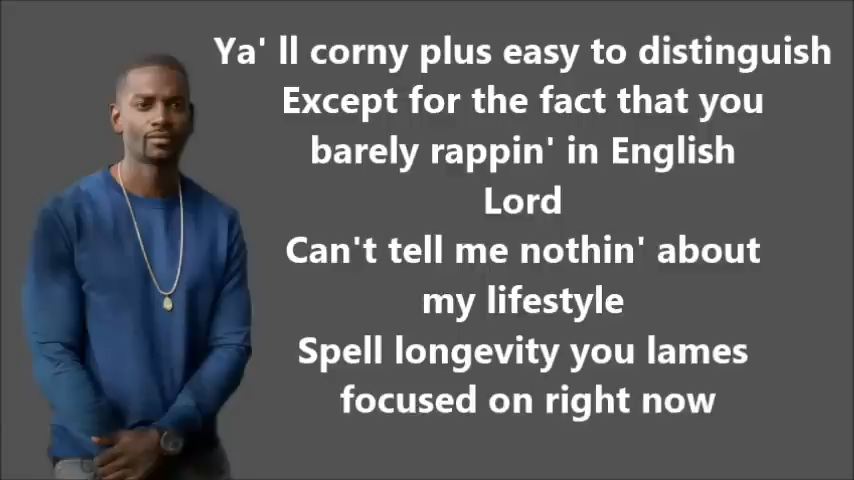 Ya' ll corny plus easy to distinguish
Except for the fact that you
barely rappin' in English
Lord
Can't tell me nothin' about
my lifestyle
Spell longevity you lames
focused on right now